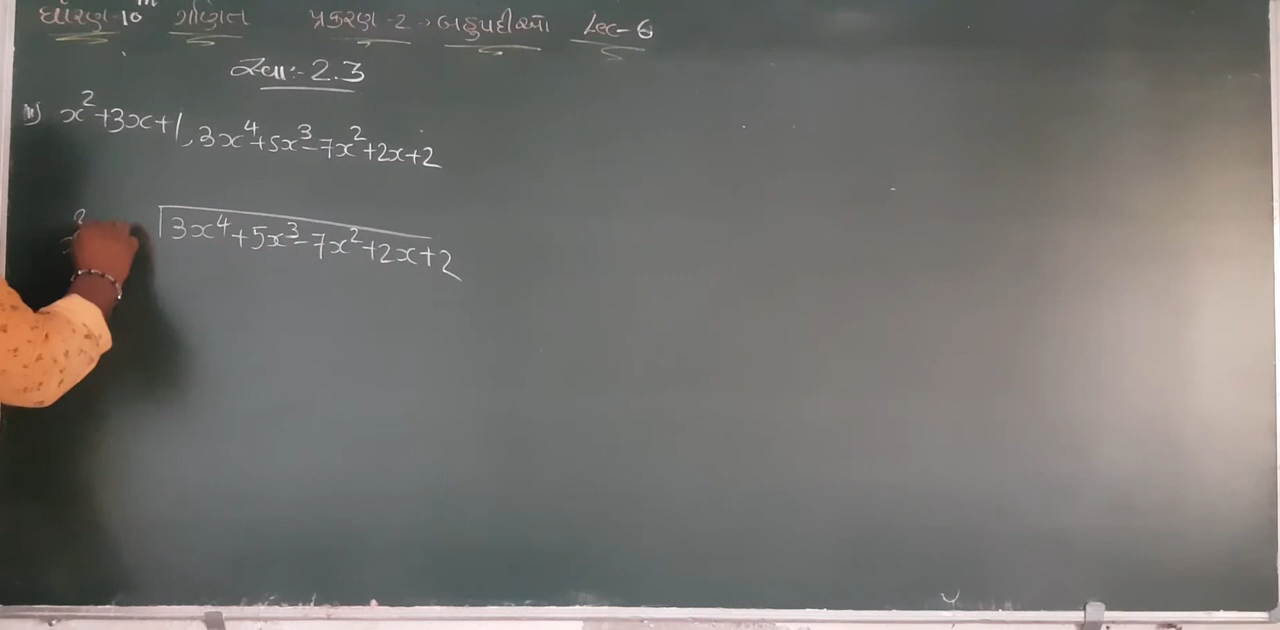 ધોરણ-10 ગણિત પ્રકરણ-2 → બહુપદીઓ Lec-6
સ્વા:-2.3
x²+3x+1, 3x⁴+5x³-7x²+2x+2
3x⁴+5x³-7x²+2x+2